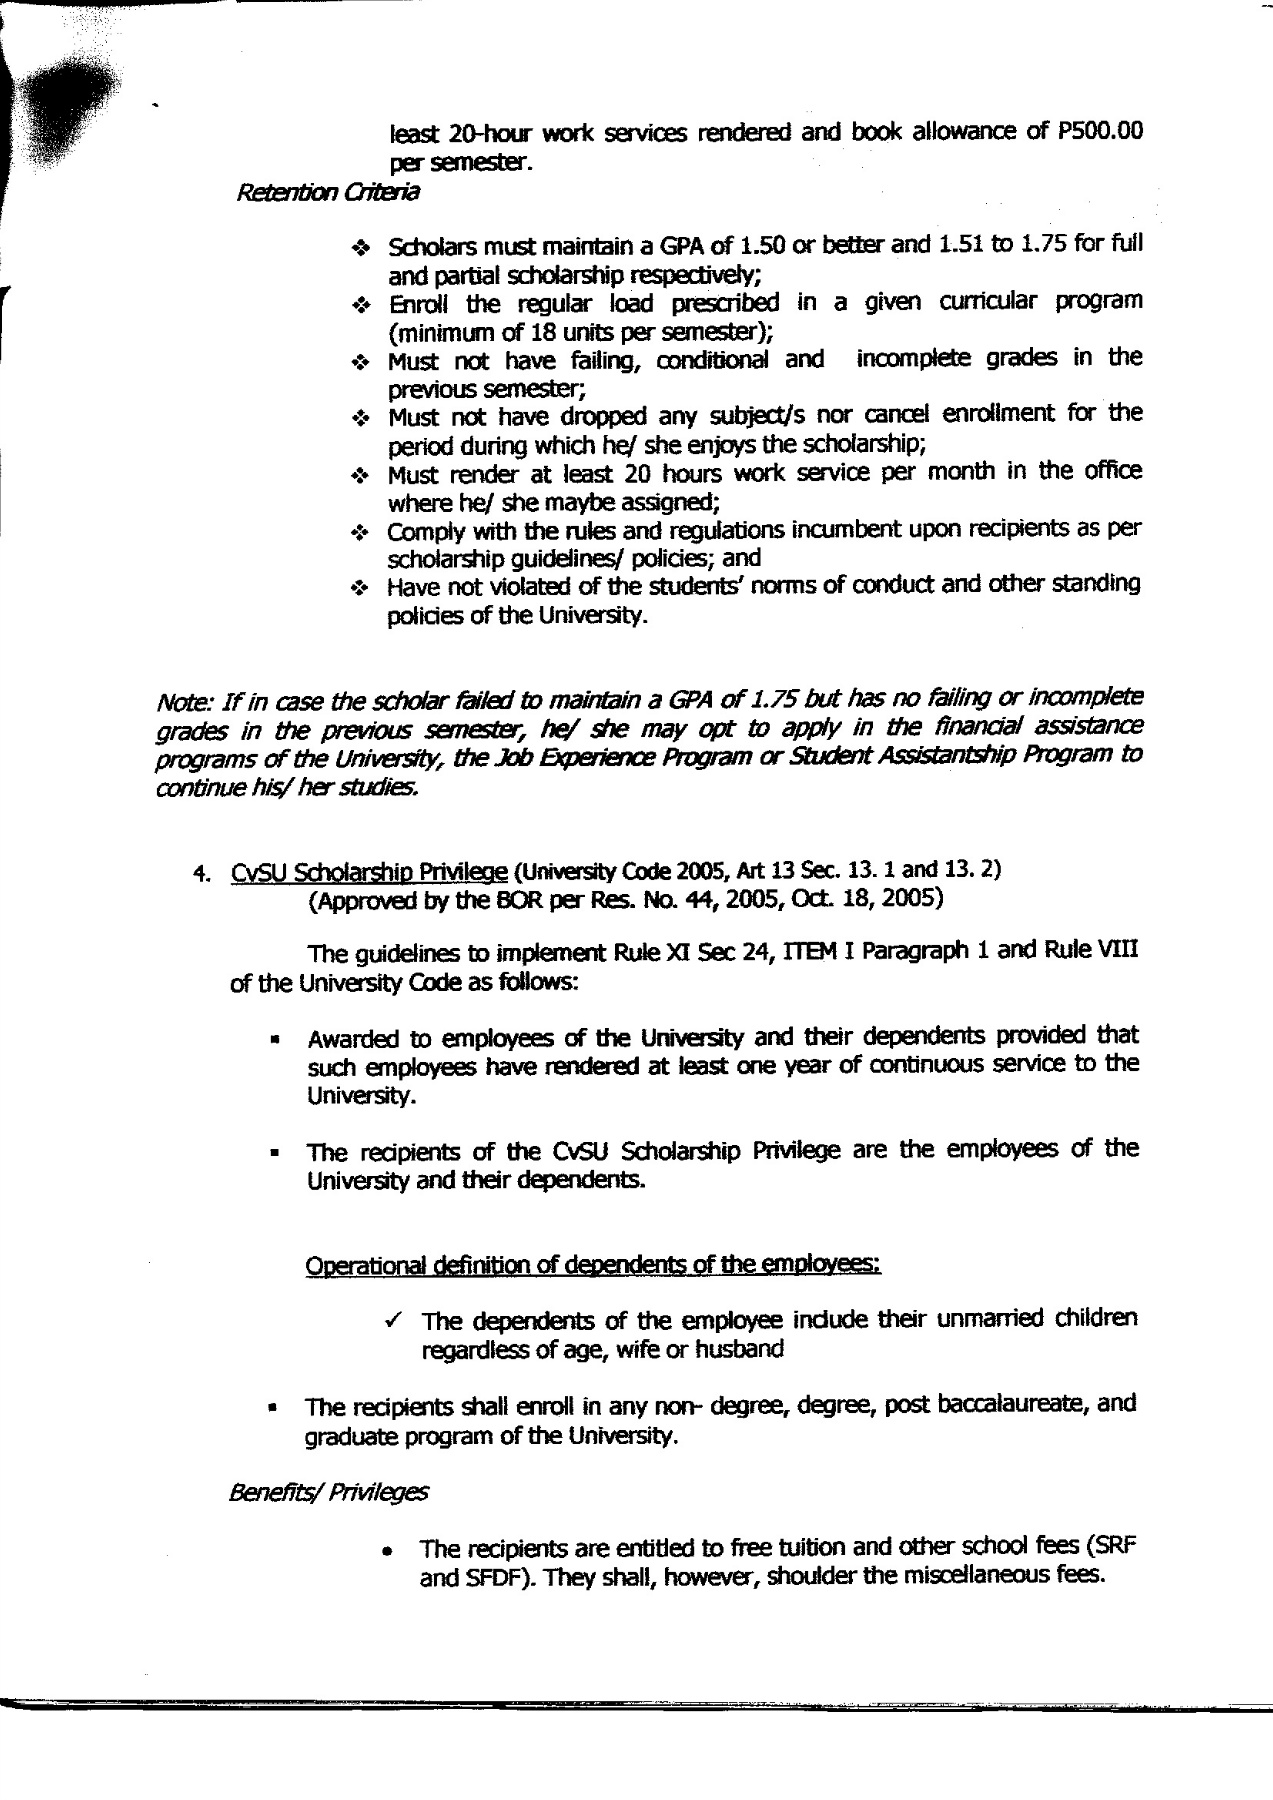 least 20-hour work services rendered and book allowance of P500.00
per semester.
Retention Criteria
❖ Scholars must maintain a GPA of 1.50 or better and 1.51 to 1.75 for full
and partial scholarship respectively;
❖ Enroll the regular load prescribed in a given curricular program
(minimum of 18 units per semester);
❖ Must not have failing, conditional and incomplete grades in the
previous semester;
❖ Must not have dropped any subject/s nor cancel enrollment for the
period during which he/ she enjoys the scholarship;
❖ Must render at least 20 hours work service per month in the office
where he/ she maybe assigned;
❖ Comply with the rules and regulations incumbent upon recipients as per
scholarship guidelines/ policies; and
❖ Have not violated of the students' norms of conduct and other standing
policies of the University.
Note: If in case the scholar failed to maintain a GPA of 1.75 but has no failing or incomplete
grades in the previous semester, he/ she may opt to apply in the financial assistance
programs of the University, the Job Experience Program or Student Assistantship Program to
continue his/ her studies.
4. CvSU Scholarship Privilege (University Code 2005, Art 13 Sec. 13. 1 and 13. 2)
(Approved by the BOR per Res. No. 44, 2005, Oct. 18, 2005)
The guidelines to implement Rule XI Sec 24, ITEM I Paragraph 1 and Rule VIII
of the University Code as follows:
▪ Awarded to employees of the University and their dependents provided that
such employees have rendered at least one year of continuous service to the
University.
▪ The recipients of the CvSU Scholarship Privilege are the employees of the
University and their dependents.
Operational definition of dependents of the employees:
✓ The dependents of the employee include their unmarried children
regardless of age, wife or husband
▪ The recipients shall enroll in any non- degree, degree, post baccalaureate, and
graduate program of the University.
Benefits/ Privileges
• The recipients are entitled to free tuition and other school fees (SRF
and SFDF). They shall, however, shoulder the miscellaneous fees.